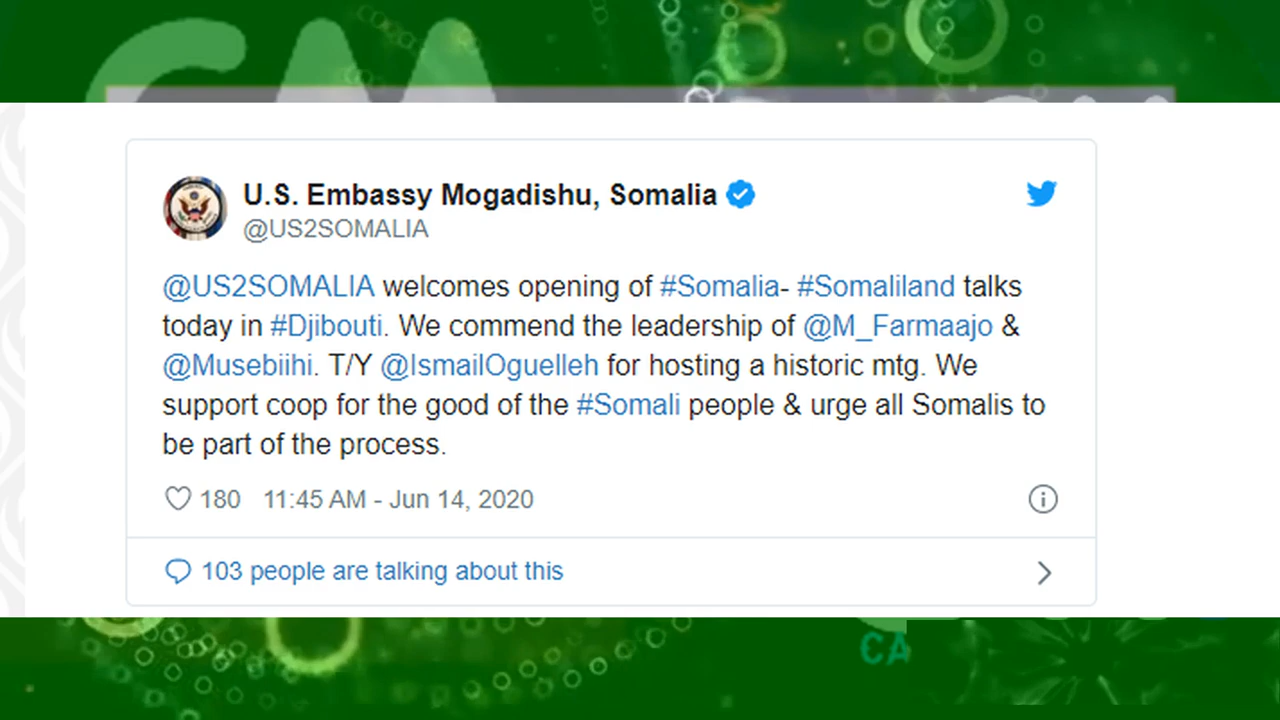 U.S. Embassy Mogadishu, Somalia
@US2SOMALIA
@US2SOMALIA welcomes opening of #Somalia- #Somaliland talks
today in #Djibouti. We commend the leadership of @M_Farmaajo &
@Musebiihi. T/Y @IsmailOguelleh for hosting a historic mtg. We
support coop for the good of the #Somali people & urge all Somalis to
be part of the process.
180 11:45 AM - Jun 14, 2020
103 people are talking about this
CA